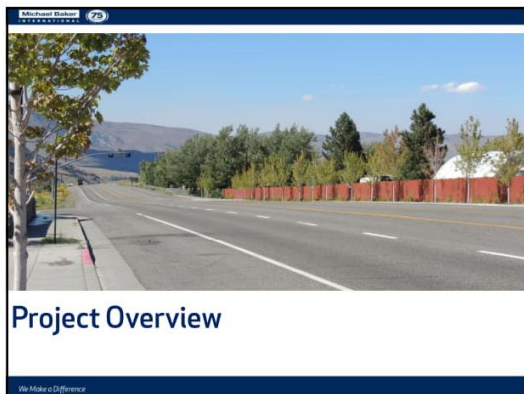 Michael Baker 75
INTERNATIONAL
Project Overview
We Make a Difference